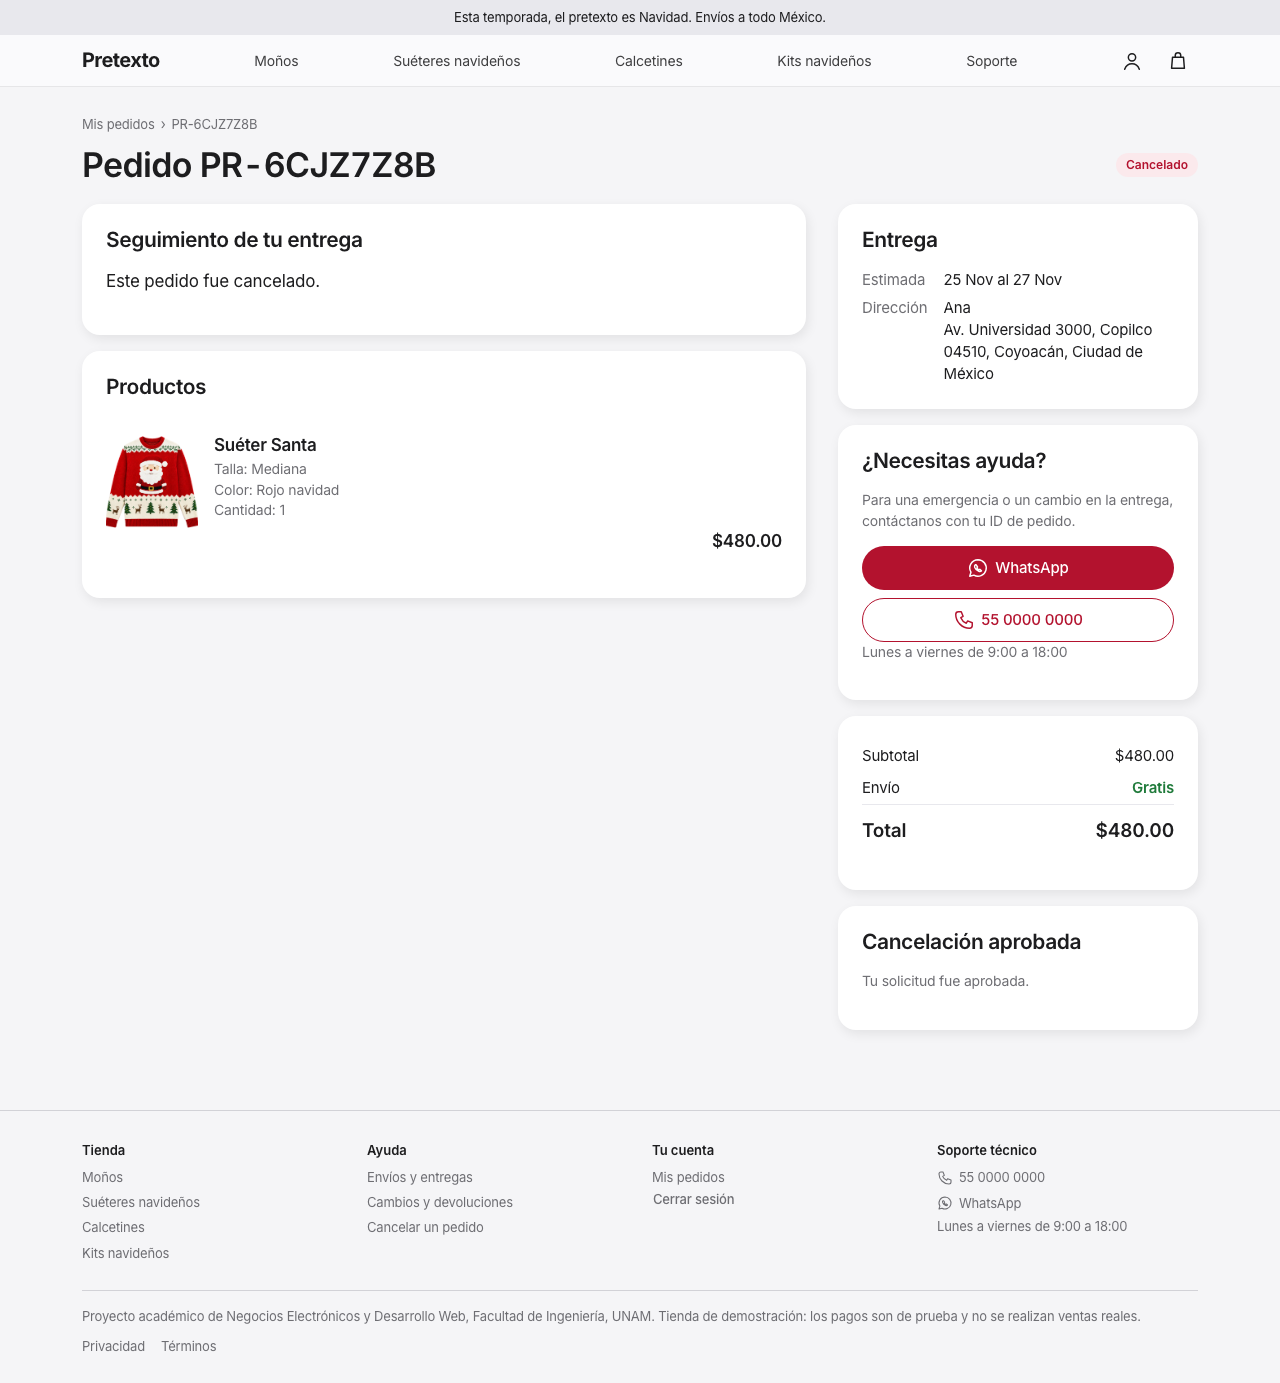 Esta temporada, el pretexto es Navidad. Envíos a todo México.
Pretexto
Moños
Suéteres navideños
Calcetines
Kits navideños
Soporte
Mis pedidos › PR-6CJZ7Z8B
Pedido PR-6CJZ7Z8B
Cancelado
Seguimiento de tu entrega
Este pedido fue cancelado.
Productos
Suéter Santa
Talla: Mediana
Color: Rojo navidad
Cantidad: 1
$480.00
Entrega
Estimada 25 Nov al 27 Nov
Dirección Ana
Av. Universidad 3000, Copilco
04510, Coyoacán, Ciudad de
México
¿Necesitas ayuda?
Para una emergencia o un cambio en la entrega,
contáctanos con tu ID de pedido.
WhatsApp
55 0000 0000
Lunes a viernes de 9:00 a 18:00
Subtotal $480.00
Envío Gratis
Total $480.00
Cancelación aprobada
Tu solicitud fue aprobada.
Tienda
Moños
Suéteres navideños
Calcetines
Kits navideños
Ayuda
Envíos y entregas
Cambios y devoluciones
Cancelar un pedido
Tu cuenta
Mis pedidos
Cerrar sesión
Soporte técnico
55 0000 0000
WhatsApp
Lunes a viernes de 9:00 a 18:00
Proyecto académico de Negocios Electrónicos y Desarrollo Web, Facultad de Ingeniería, UNAM. Tienda de demostración: los pagos son de prueba y no se realizan ventas reales.
Privacidad Términos